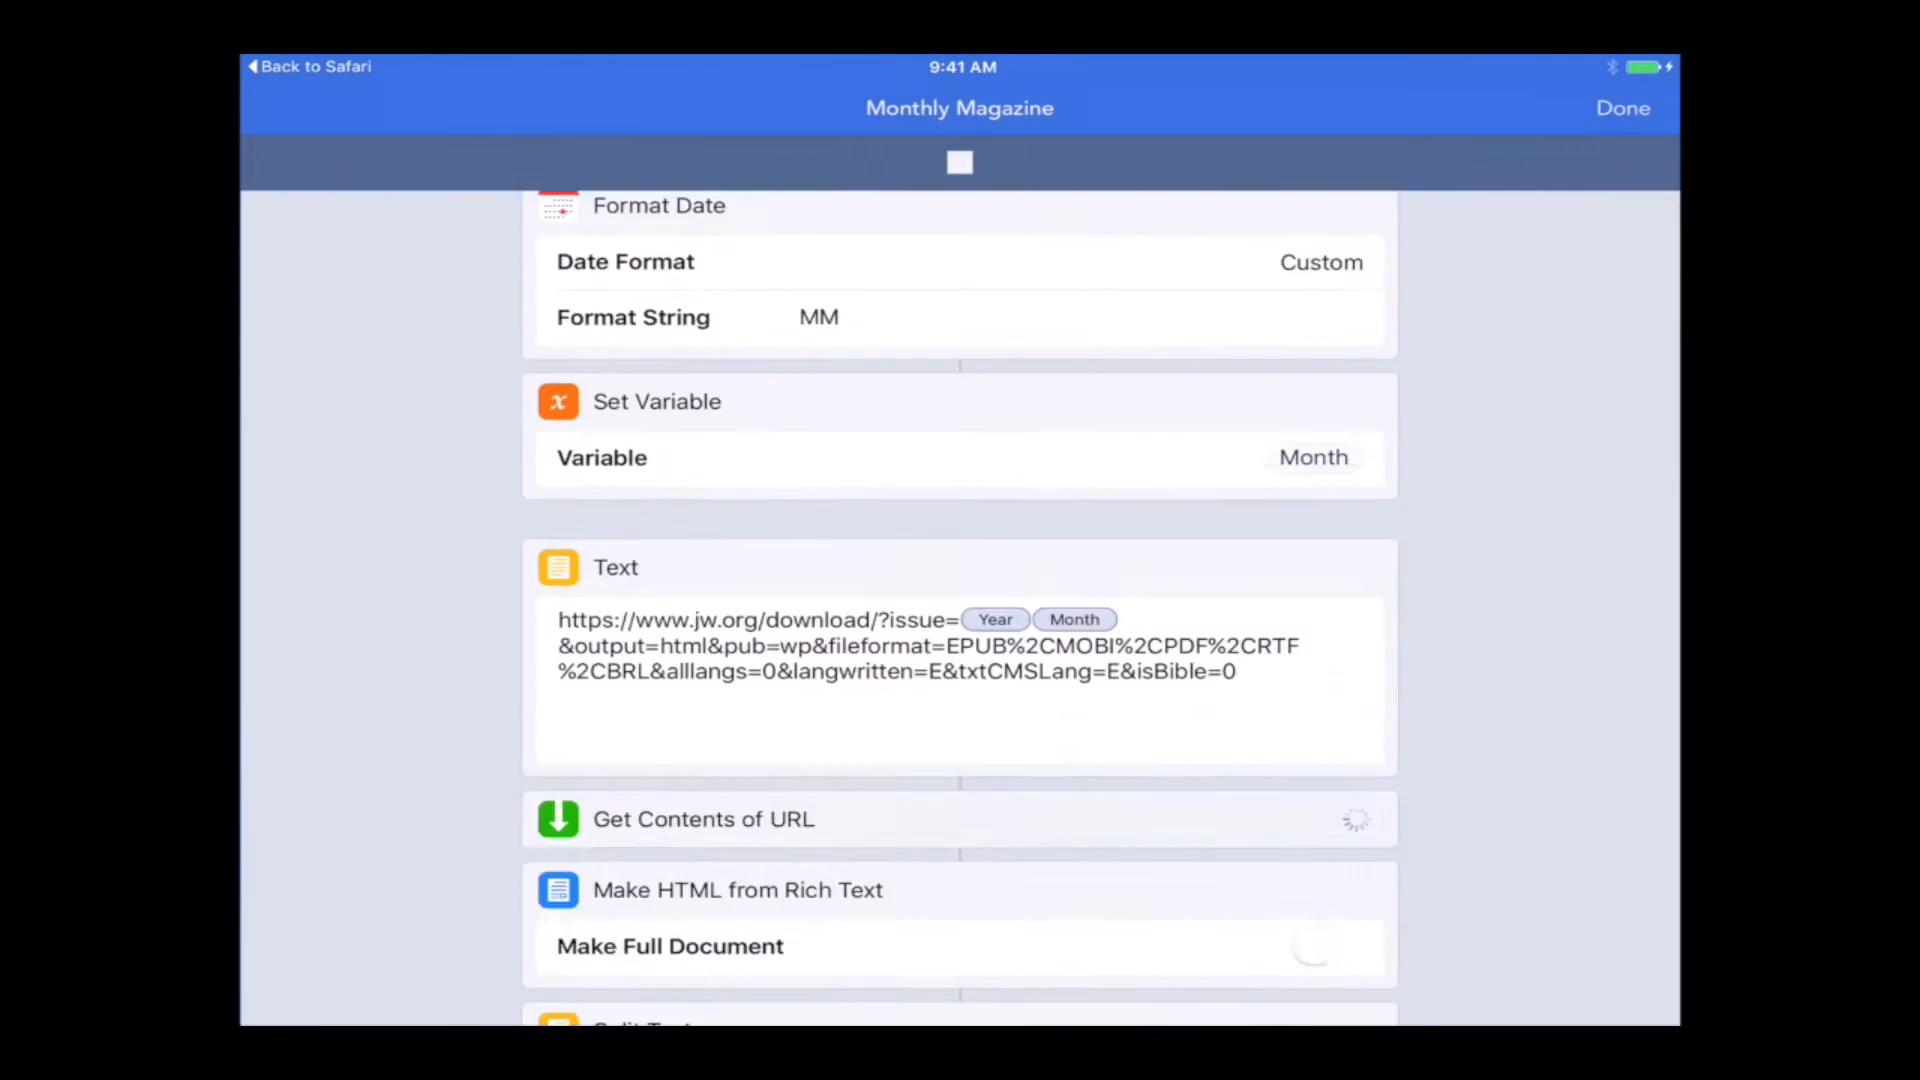 Back to Safari
9:41 AM
Monthly Magazine
Done
Format Date
Date Format
Custom
Format String
MM
Set Variable
Variable
Month
Text
https://www.jw.org/download/?issue= Year Month
&output=html&pub=wp&fileformat=EPUB%2CMOBI%2CPDF%2CRTF
%2CBRL&alllangs=0&langwritten=E&txtCMSLang=E&isBible=0
Get Contents of URL
Make HTML from Rich Text
Make Full Document